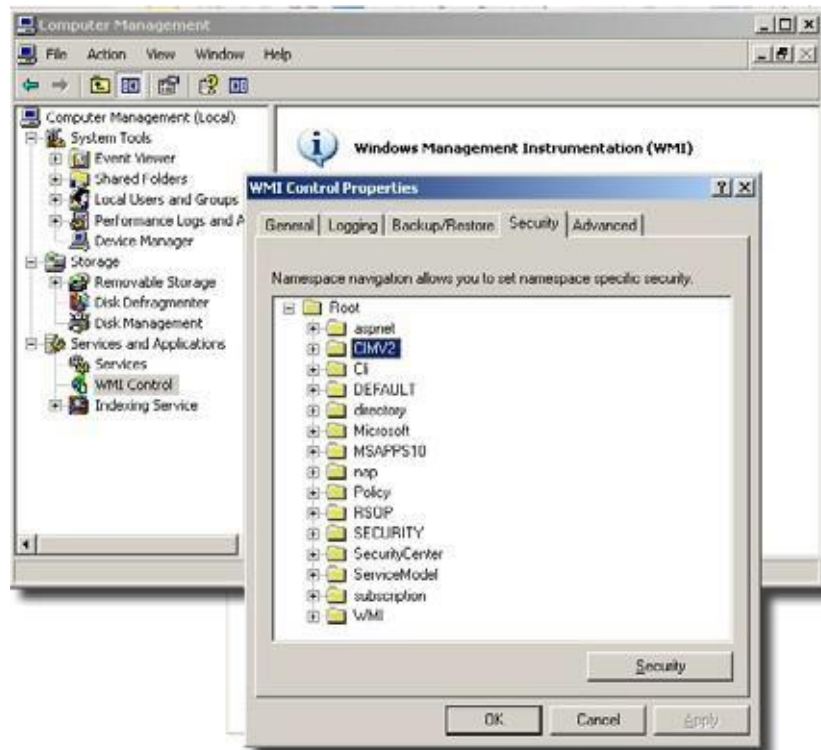 Computer Management
File Action View Window Help
Computer Management (Local)
System Tools
Event Viewer
Shared Folders
Local Users and Groups
Performance Logs and A
Device Manager
Storage
Removable Storage
Disk Defragmenter
Disk Management
Services and Applications
Services
WMI Control
Indexing Service
Windows Management Instrumentation (WMI)
WMI Control Properties
General Logging Backup/Restore Security Advanced
Namespace navigation allows you to set namespace specific security.
Root
aspnet
CIMV2
Cli
DEFAULT
directory
Microsoft
MSAPPS10
nap
Policy
RSOP
SECURITY
SecurityCenter
ServiceModel
subscription
WMI
Security
OK Cancel Apply